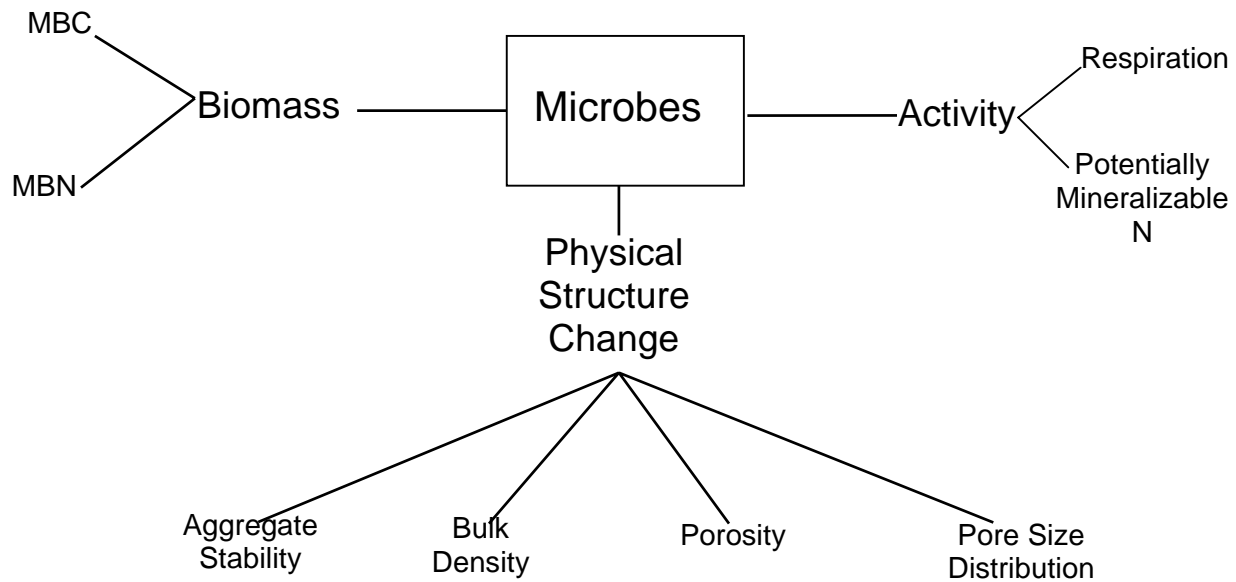 MBC
Respiration
Biomass
Microbes
Activity
MBN
Potentially
Mineralizable
N
Physical
Structure
Change
Aggregate
Stability
Bulk
Density
Porosity
Pore Size
Distribution